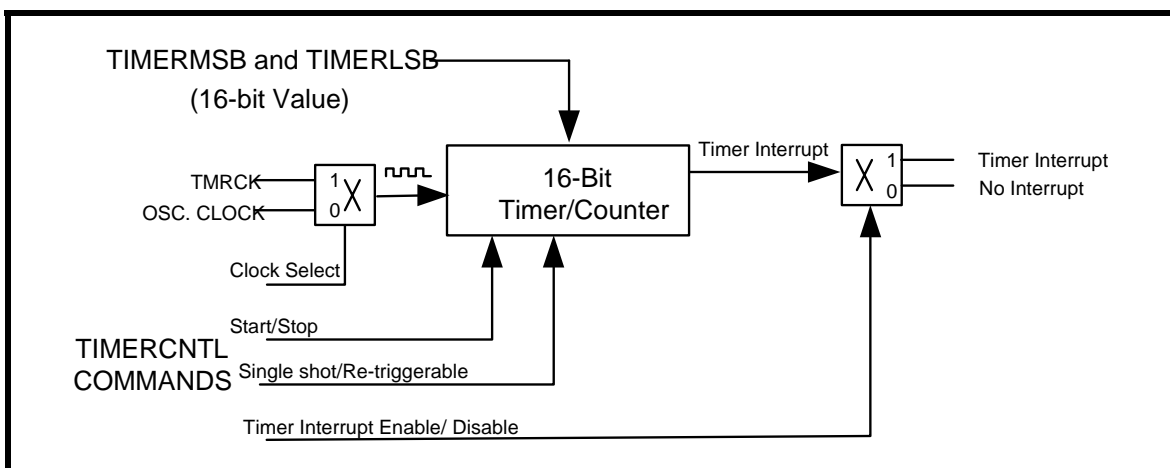 TIMERMSB and TIMERLSB
(16-bit Value)
TMRCK
OSC. CLOCK
1
0
X
Clock Select
16-Bit
Timer/Counter
Timer Interrupt
X
1
0
Timer Interrupt
No Interrupt
Start/Stop
TIMERCNTL
COMMANDS
Single shot/Re-triggerable
Timer Interrupt Enable/ Disable